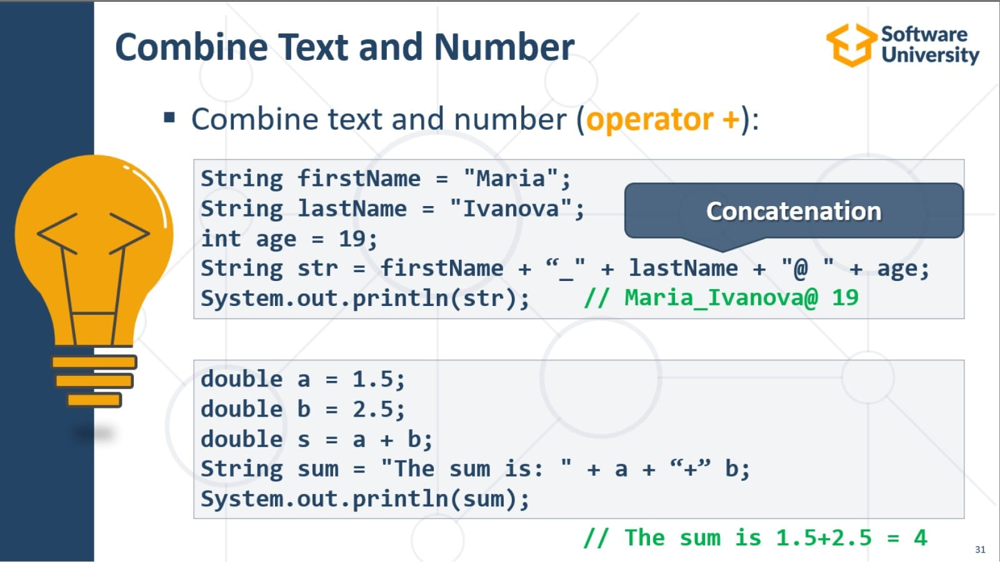 Combine Text and Number
Software
University
▪ Combine text and number (operator +):
String firstName = "Maria";
String lastName = "Ivanova";
Concatenation
int age = 19;
String str = firstName + “_" + lastName + "@ " + age;
System.out.println(str); // Maria_Ivanova@ 19
double a = 1.5;
double b = 2.5;
double s = a + b;
String sum = "The sum is: " + a + “+” b;
System.out.println(sum);
// The sum is 1.5+2.5 = 4
31